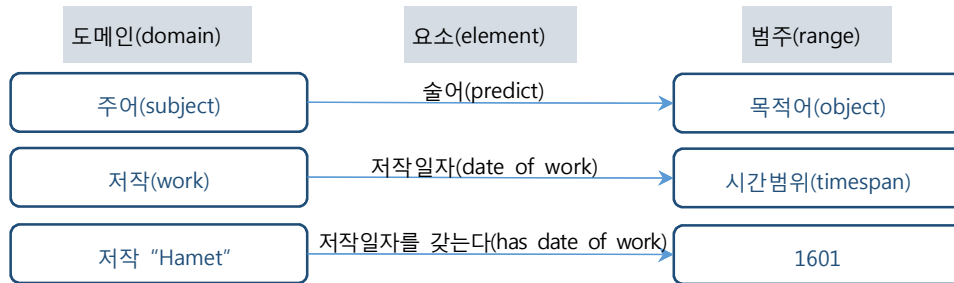 도메인(domain) 요소(element) 범주(range)
주어(subject) 술어(predict) 목적어(object)
저작(work) 저작일자(date of work) 시간범위(timespan)
저작 “Hamet” 저작일자를 갖는다(has date of work) 1601